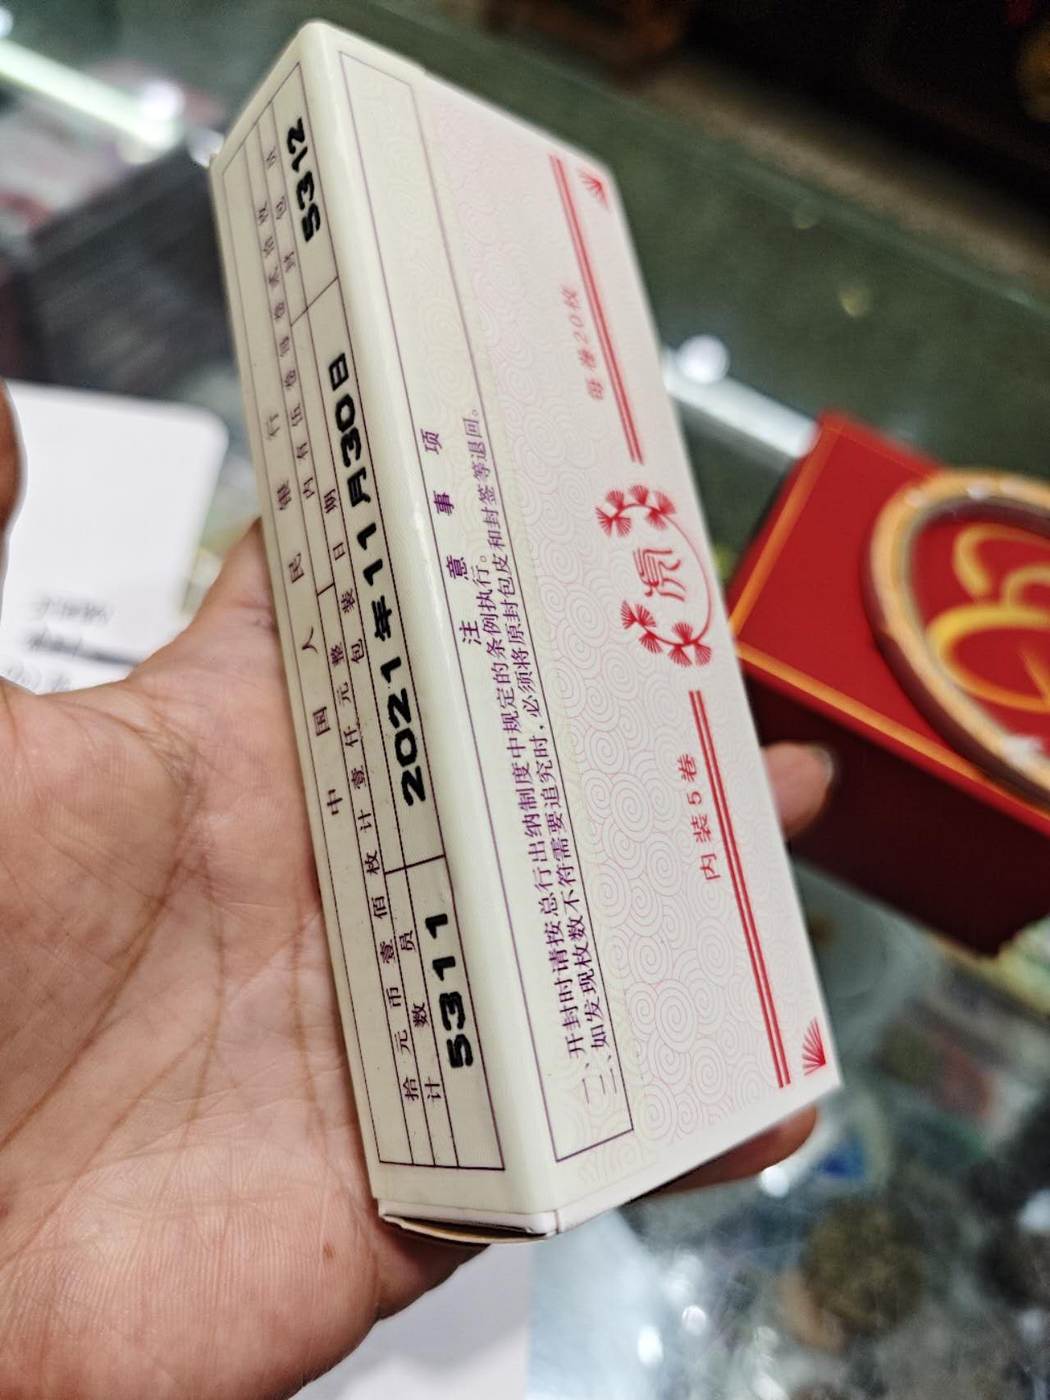 中国人民银行
拾元币壹佰枚计壹仟元整 内有伍卷每卷贰拾枚
计数员 包装日期 封包员
5311 2021年11月30日 5312
注意事项
一、开封时请按总行出纳制度中规定的条例执行。
二、如发现枚数不符需要追究时，必须将原封包皮和封签等退回。
内装5卷 虎 每卷20枚